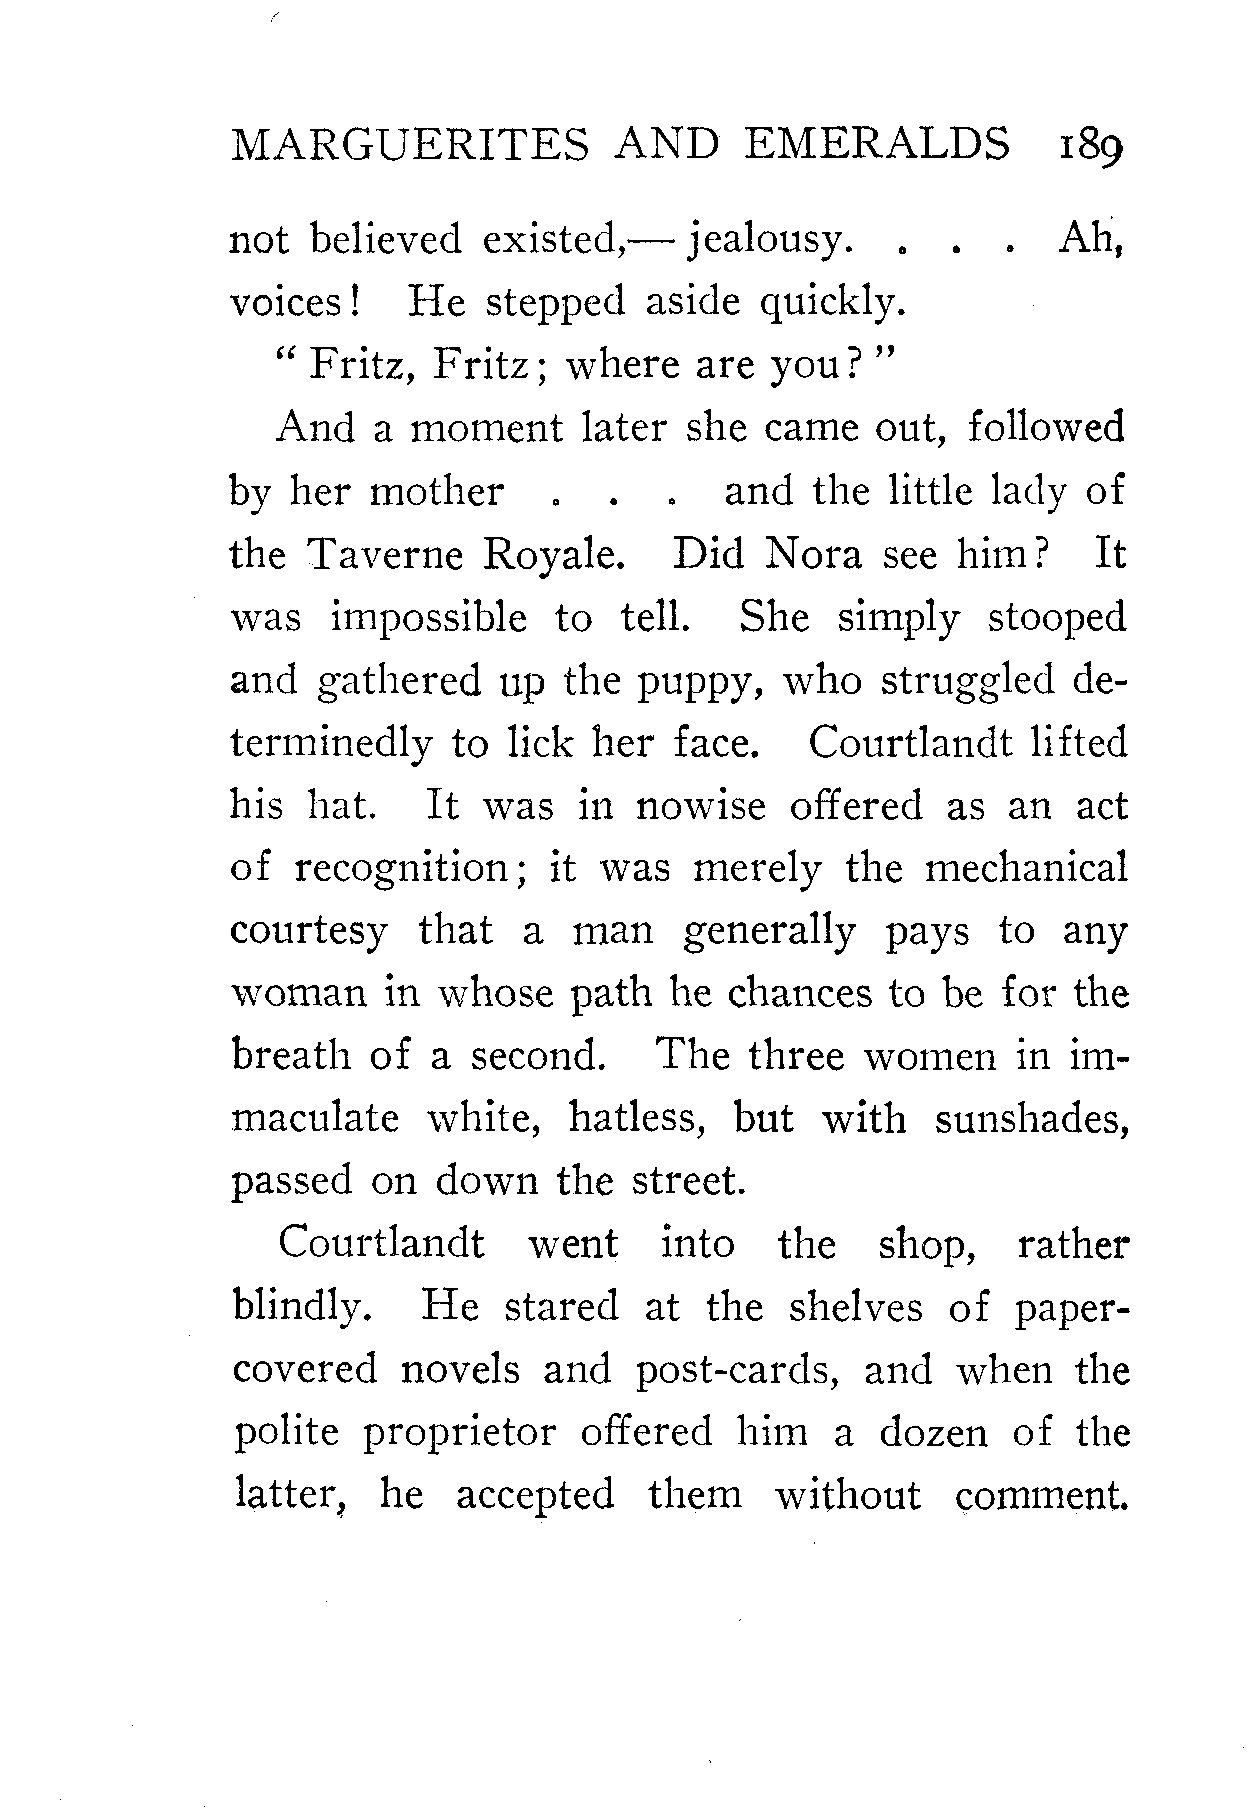 MARGUERITES AND EMERALDS 189
not believed existed,— jealousy. . . . Ah,
voices! He stepped aside quickly.
“ Fritz, Fritz; where are you? ”
And a moment later she came out, followed
by her mother . . . and the little lady of
the Taverne Royale. Did Nora see him? It
was impossible to tell. She simply stooped
and gathered up the puppy, who struggled de-
terminedly to lick her face. Courtlandt lifted
his hat. It was in nowise offered as an act
of recognition; it was merely the mechanical
courtesy that a man generally pays to any
woman in whose path he chances to be for the
breath of a second. The three women in im-
maculate white, hatless, but with sunshades,
passed on down the street.
Courtlandt went into the shop, rather
blindly. He stared at the shelves of paper-
covered novels and post-cards, and when the
polite proprietor offered him a dozen of the
latter, he accepted them without comment.